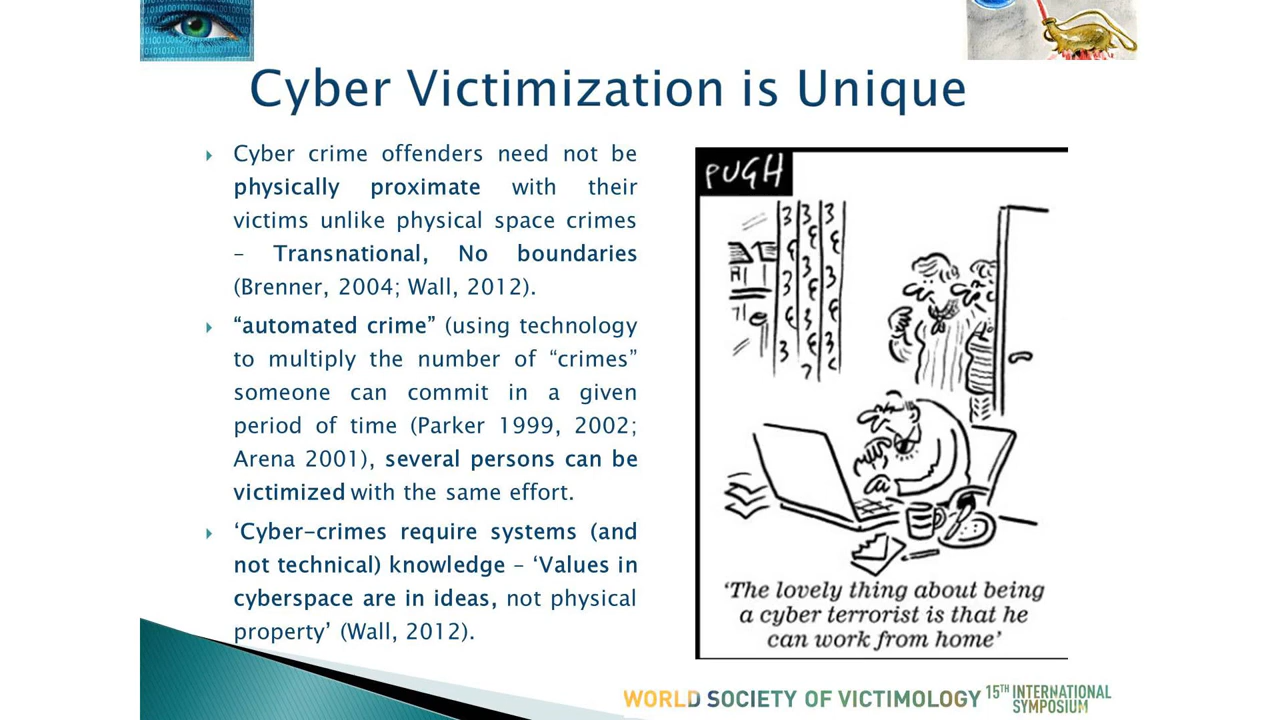 Cyber Victimization is Unique
Cyber crime offenders need not be
physically proximate with their
victims unlike physical space crimes
– Transnational, No boundaries
(Brenner, 2004; Wall, 2012).
“automated crime” (using technology
to multiply the number of “crimes”
someone can commit in a given
period of time (Parker 1999, 2002;
Arena 2001), several persons can be
victimized with the same effort.
‘Cyber-crimes require systems (and
not technical) knowledge – ‘Values in
cyberspace are in ideas, not physical
property’ (Wall, 2012).
PUGH
‘The lovely thing about being
a cyber terrorist is that he
can work from home’
WORLD SOCIETY OF VICTIMOLOGY 15TH INTERNATIONAL
SYMPOSIUM